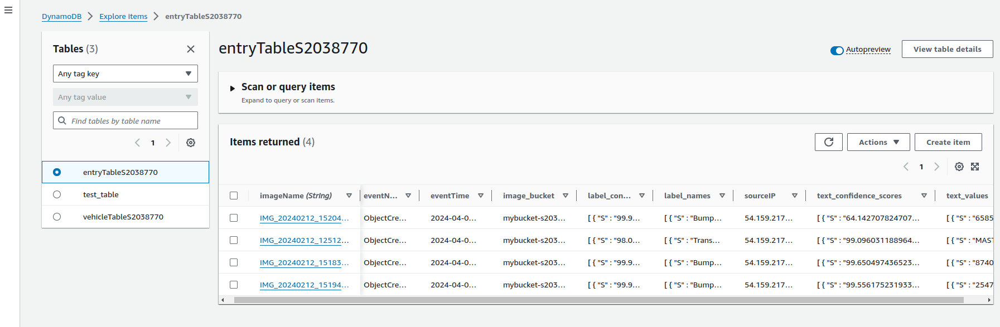 DynamoDB > Explore items > entryTableS2038770
Tables (3)
Any tag key
Any tag value
Find tables by table name
1
entryTableS2038770
test_table
vehicleTableS2038770
entryTableS2038770
Autopreview
View table details
Scan or query items
Expand to query or scan items.
Items returned (4)
Actions
Create item
1
imageName (String) eventN... eventTime image_bucket label_con... label_names sourceIP text_confidence_scores text_values
IMG_20240212_15204... ObjectCre... 2024-04-0... mybucket-s203... [ { "S" : "99.9... [ { "S" : "Bump... 54.159.217... [ { "S" : "64.142707824707... [ { "S" : "6585
IMG_20240212_12512... ObjectCre... 2024-04-0... mybucket-s203... [ { "S" : "98.0... [ { "S" : "Trans... 54.159.217... [ { "S" : "99.096031188964... [ { "S" : "MAST
IMG_20240212_15183... ObjectCre... 2024-04-0... mybucket-s203... [ { "S" : "99.9... [ { "S" : "Bump... 54.159.217... [ { "S" : "99.650497436523... [ { "S" : "8740
IMG_20240212_15194... ObjectCre... 2024-04-0... mybucket-s203... [ { "S" : "99.9... [ { "S" : "Bump... 54.159.217... [ { "S" : "99.556175231933... [ { "S" : "2547